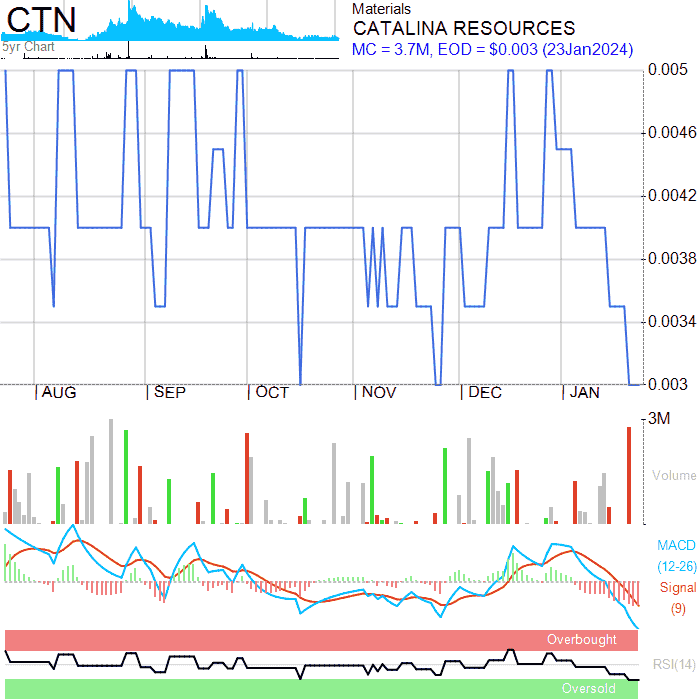 CTN
5yr Chart
Materials
CATALINA RESOURCES
MC = 3.7M, EOD = $0.003 (23Jan2024)
0.005
0.0046
0.0042
0.0038
0.0034
0.003
AUG SEP OCT NOV DEC JAN
3M
Volume
MACD
(12-26)
Signal
(9)
Overbought
RSI(14)
Oversold